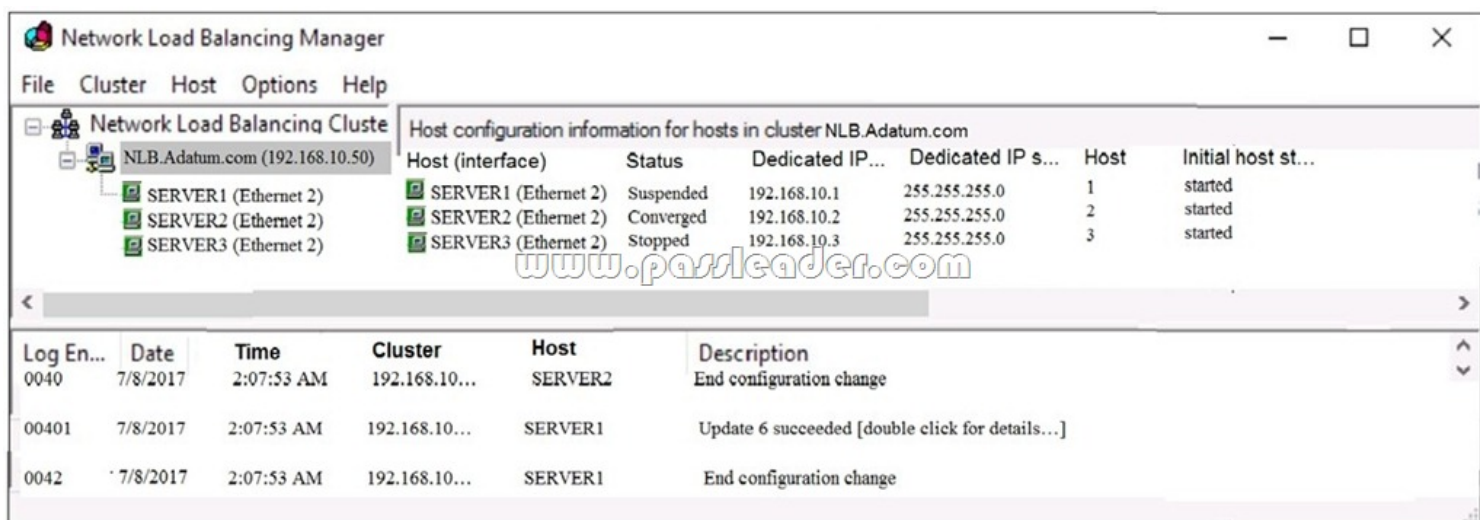 Network Load Balancing Manager
File Cluster Host Options Help
Network Load Balancing Cluste
NLB.Adatum.com (192.168.10.50)
SERVER1 (Ethernet 2)
SERVER2 (Ethernet 2)
SERVER3 (Ethernet 2)
Host configuration information for hosts in cluster NLB.Adatum.com
Host (interface) Status Dedicated IP... Dedicated IP s... Host Initial host st...
SERVER1 (Ethernet 2) Suspended 192.168.10.1 255.255.255.0 1 started
SERVER2 (Ethernet 2) Converged 192.168.10.2 255.255.255.0 2 started
SERVER3 (Ethernet 2) Stopped 192.168.10.3 255.255.255.0 3 started
www.passleader.com
Log En... Date Time Cluster Host Description
0040 7/8/2017 2:07:53 AM 192.168.10... SERVER2 End configuration change
00401 7/8/2017 2:07:53 AM 192.168.10... SERVER1 Update 6 succeeded [double click for details...]
0042 7/8/2017 2:07:53 AM 192.168.10... SERVER1 End configuration change